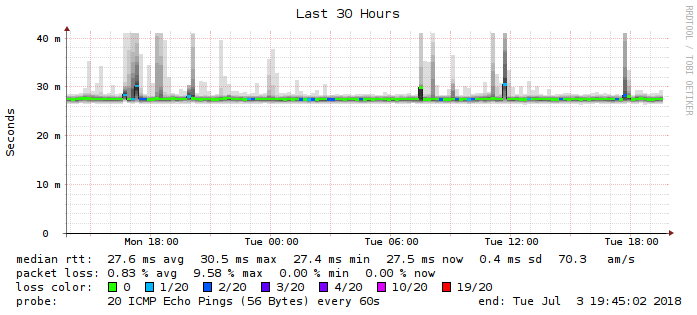 Last 30 Hours
RRDTOOL / TOBI OETIKER
Seconds
40 m
30 m
20 m
10 m
0
Mon 18:00 Tue 00:00 Tue 06:00 Tue 12:00 Tue 18:00
median rtt: 27.6 ms avg 30.5 ms max 27.4 ms min 27.5 ms now 0.4 ms sd 70.3 am/s
packet loss: 0.83 % avg 9.58 % max 0.00 % min 0.00 % now
loss color: 0 1/20 2/20 3/20 4/20 10/20 19/20
probe: 20 ICMP Echo Pings (56 Bytes) every 60s end: Tue Jul 3 19:45:02 2018